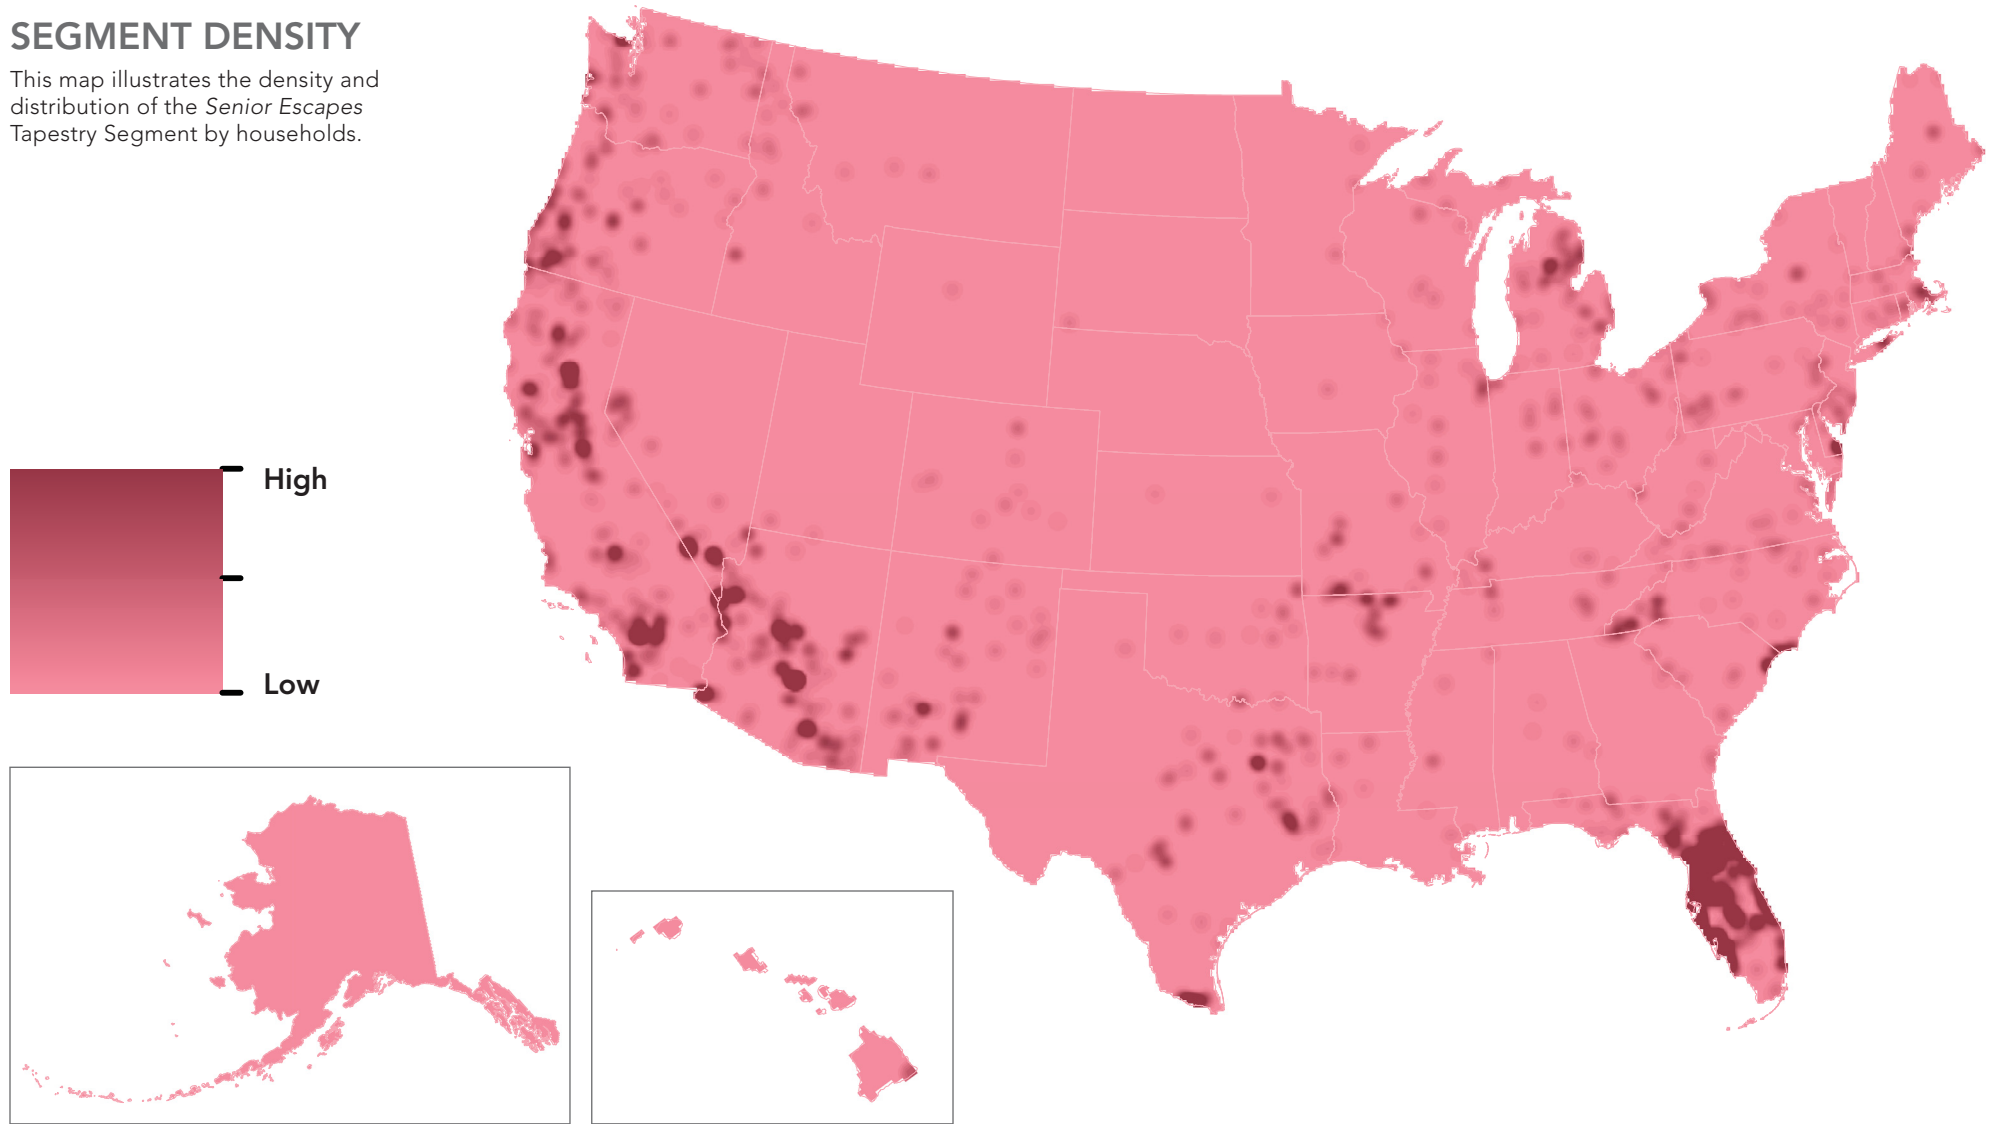 SEGMENT DENSITY
This map illustrates the density and
distribution of the Senior Escapes
Tapestry Segment by households.
High
Low